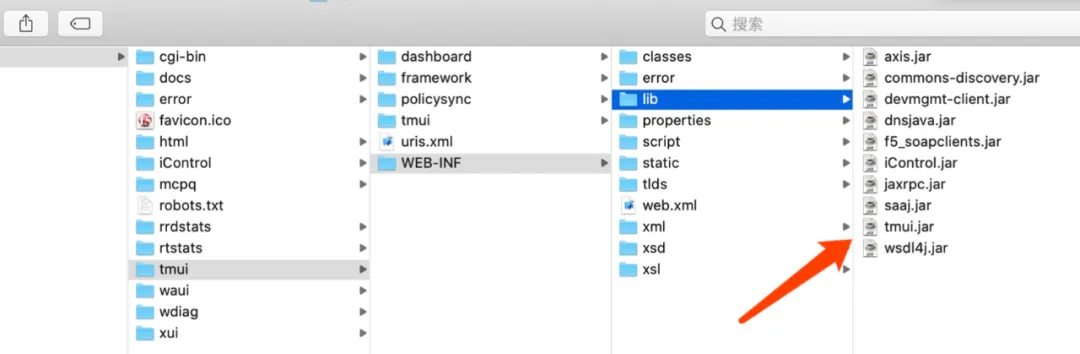 搜索
cgi-bin
docs
error
favicon.ico
html
iControl
mcpq
robots.txt
rrdstats
rtstats
tmui
waui
wdiag
xui
dashboard
framework
policysync
tmui
uris.xml
WEB-INF
classes
error
lib
properties
script
static
tlds
web.xml
xml
xsd
xsl
axis.jar
commons-discovery.jar
devmgmt-client.jar
dnsjava.jar
f5_soapclients.jar
iControl.jar
jaxrpc.jar
saaj.jar
tmui.jar
wsdl4j.jar